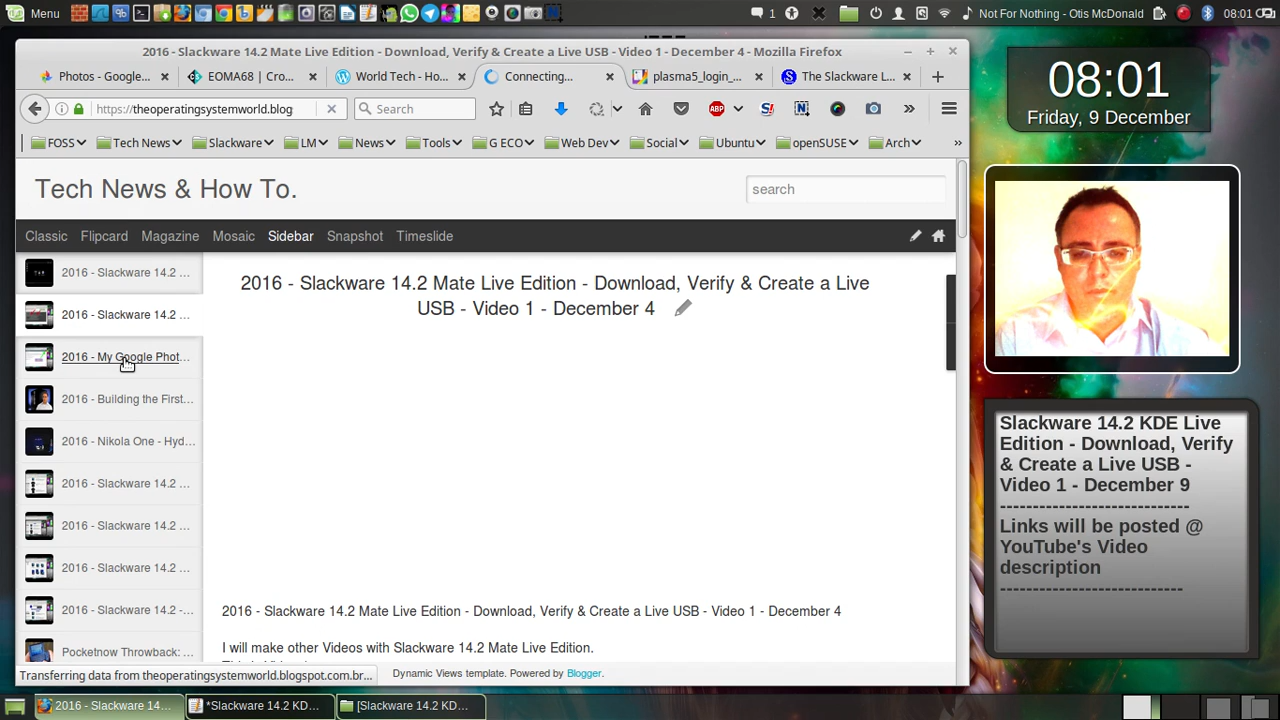 Menu
1
Not For Nothing - Otis McDonald
08:01
2016 - Slackware 14.2 Mate Live Edition - Download, Verify & Create a Live USB - Video 1 - December 4 - Mozilla Firefox
Photos - Google...
EOMA68 | Cro...
World Tech - Ho...
Connecting...
plasma5_login_...
The Slackware L...
https://theoperatingsystemworld.blog
Search
FOSS
Tech News
Slackware
LM
News
Tools
G ECO
Web Dev
Social
Ubuntu
openSUSE
Arch
Tech News & How To.
search
Classic
Flipcard
Magazine
Mosaic
Sidebar
Snapshot
Timeslide
2016 - Slackware 14.2 ...
2016 - Slackware 14.2 ...
2016 - My Google Phot...
2016 - Building the First...
2016 - Nikola One - Hyd...
2016 - Slackware 14.2 ...
2016 - Slackware 14.2 ...
2016 - Slackware 14.2 ...
2016 - Slackware 14.2 -...
Pocketnow Throwback: ...
2016 - Slackware 14.2 Mate Live Edition - Download, Verify & Create a Live
USB - Video 1 - December 4
2016 - Slackware 14.2 Mate Live Edition - Download, Verify & Create a Live USB - Video 1 - December 4
I will make other Videos with Slackware 14.2 Mate Live Edition.
Transferring data from theoperatingsystemworld.blogspot.com.br...
Dynamic Views template. Powered by Blogger.
08:01
Friday, 9 December
Slackware 14.2 KDE Live
Edition - Download, Verify
& Create a Live USB -
Video 1 - December 9
----------------------------
Links will be posted @
YouTube's Video
description
---------------------------
2016 - Slackware 14....
*Slackware 14.2 KD...
[Slackware 14.2 KD...